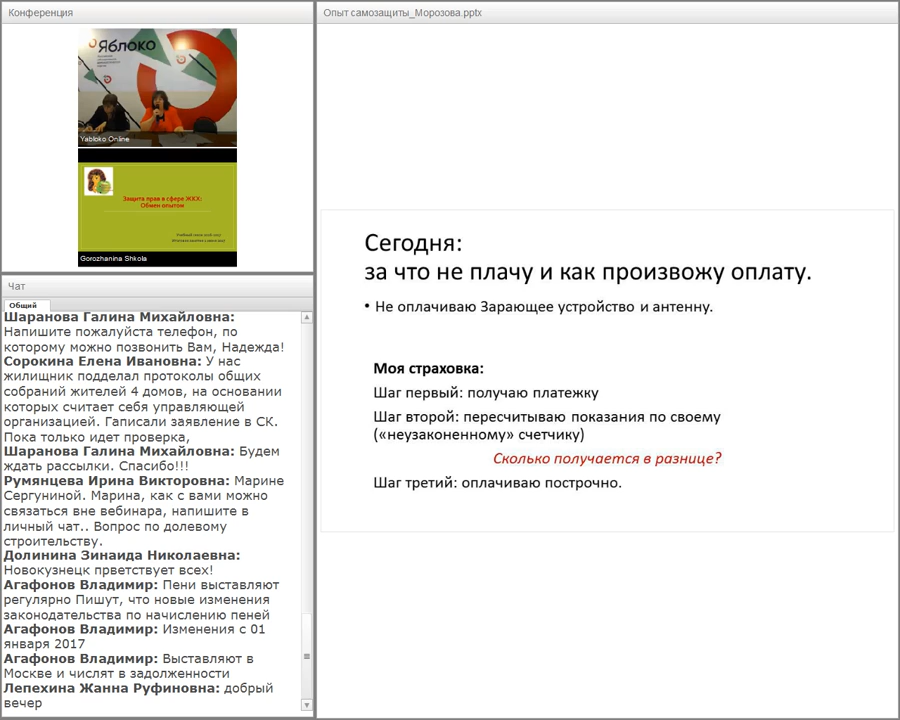 Конференция
Яблоко
Yabloko Online
Защита прав в сфере ЖКХ:
Обмен опытом
Gorozhanina Shkola
Чат
Общий
Шаранова Галина Михайловна:
Напишите пожалуйста телефон, по
которому можно позвонить Вам, Надежда!
Сорокина Елена Ивановна: У нас
жилищник подделал протоколы общих
собраний жителей 4 домов, на основании
которых считает себя управляющей
организацией. Гаписали заявление в СК.
Пока только идет проверка,
Шаранова Галина Михайловна: Будем
ждать рассылки. Спасибо!!!
Румянцева Ирина Викторовна: Марине
Сергуниной. Марина, как с вами можно
связаться вне вебинара, напишите в
личный чат.. Вопрос по долевому
строительству.
Долинина Зинаида Николаевна:
Новокузнецк прветствует всех!
Агафонов Владимир: Пени выставляют
регулярно Пишут, что новые изменения
законодательства по начислению пеней
Агафонов Владимир: Изменения с 01
января 2017
Агафонов Владимир: Выставляют в
Москве и числят в задолженности
Лепехина Жанна Руфиновна: добрый
вечер
Опыт самозащиты_Морозова.pptx
Сегодня:
за что не плачу и как произвожу оплату.
• Не оплачиваю Зарающее устройство и антенну.
Моя страховка:
Шаг первый: получаю платежку
Шаг второй: пересчитываю показания по своему
(«неузаконенному» счетчику)
Сколько получается в разнице?
Шаг третий: оплачиваю построчно.